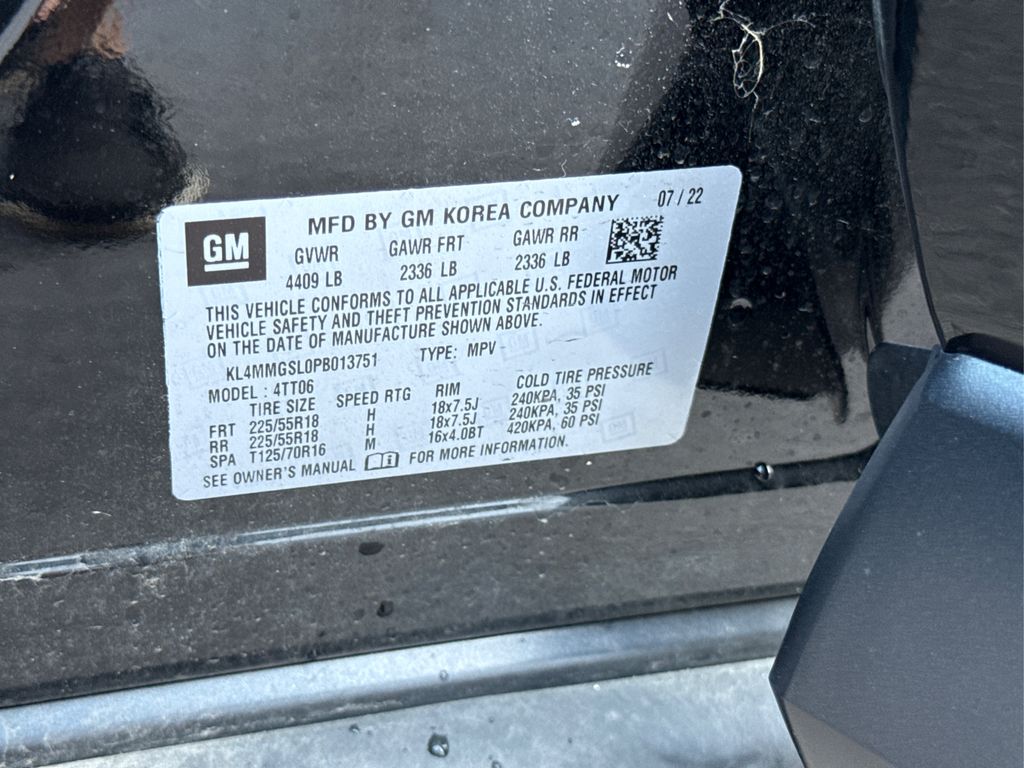 GM
MFD BY GM KOREA COMPANY 07 / 22
GVWR GAWR FRT GAWR RR
4409 LB 2336 LB 2336 LB
THIS VEHICLE CONFORMS TO ALL APPLICABLE U.S. FEDERAL MOTOR
VEHICLE SAFETY AND THEFT PREVENTION STANDARDS IN EFFECT
ON THE DATE OF MANUFACTURE SHOWN ABOVE.
KL4MMGSL0PB013751 TYPE: MPV
MODEL : 4TT06
TIRE SIZE SPEED RTG RIM COLD TIRE PRESSURE
FRT 225/55R18 H 18x7.5J 240KPA, 35 PSI
RR 225/55R18 H 18x7.5J 240KPA, 35 PSI
SPA T125/70R16 M 16x4.0BT 420KPA, 60 PSI
SEE OWNER'S MANUAL FOR MORE INFORMATION.